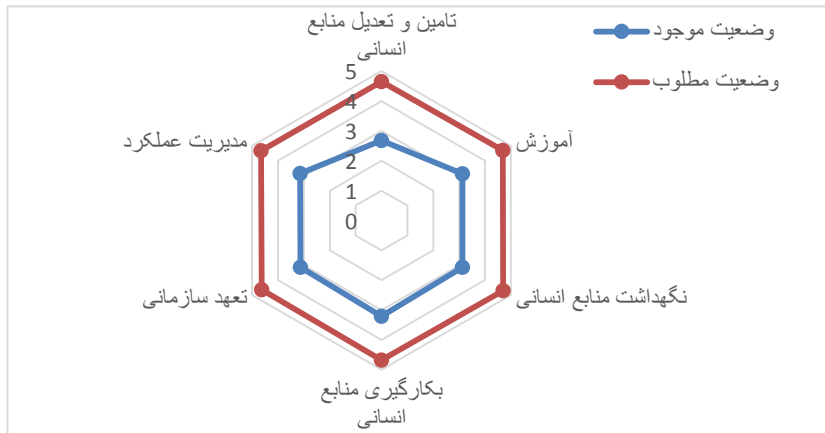 تامین و تعدیل منابع
انسانی
وضعیت موجود
وضعیت مطلوب
5
4
3
2
1
0
مدیریت عملکرد
آموزش
تعهد سازمانی
نگهداشت منابع انسانی
بکارگیری منابع
انسانی